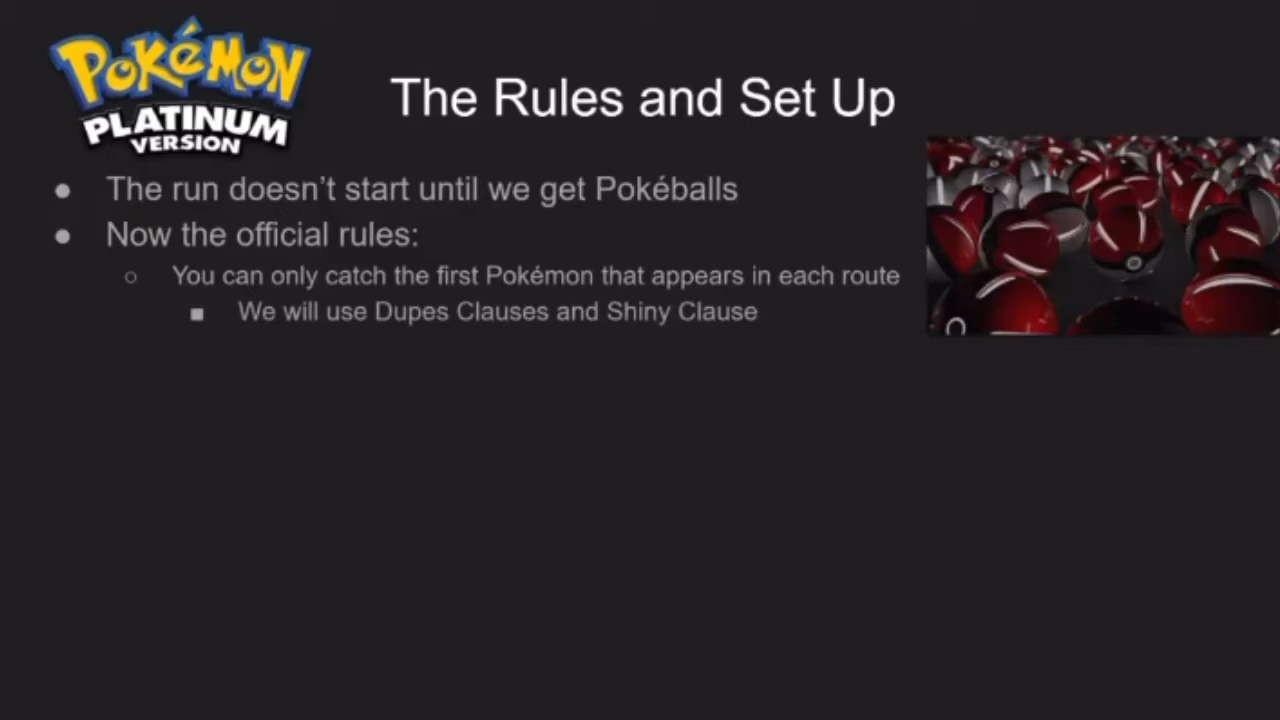 POKéMON
PLATINUM
VERSION
The Rules and Set Up
● The run doesn't start until we get Pokéballs
● Now the official rules:
○ You can only catch the first Pokémon that appears in each route
■ We will use Dupes Clauses and Shiny Clause